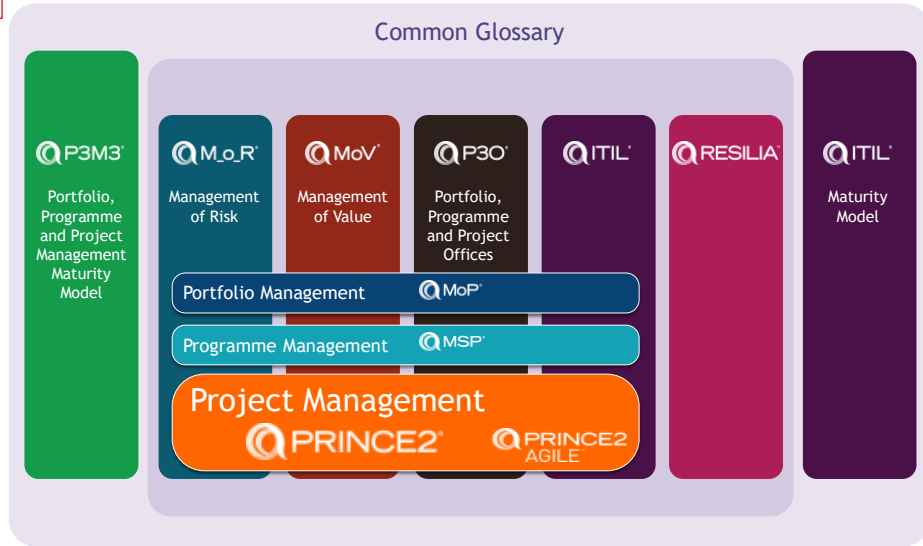 Common Glossary
P3M3®
Portfolio,
Programme
and Project
Management
Maturity
Model
M_o_R®
Management
of Risk
MoV®
Management
of Value
P3O®
Portfolio,
Programme
and Project
Offices
ITIL®
RESILIA™
ITIL®
Maturity
Model
Portfolio Management MoP®
Programme Management MSP®
Project Management
PRINCE2®
PRINCE2
AGILE™